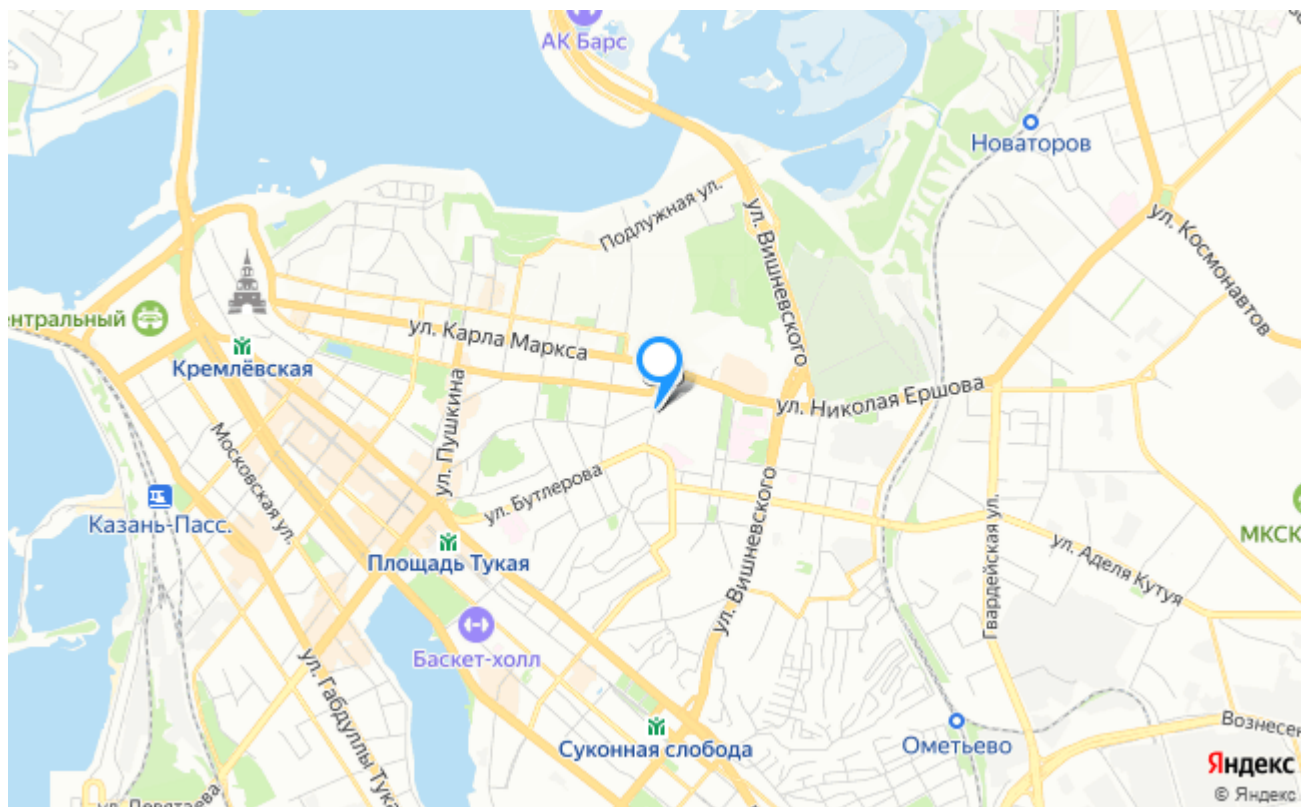 АК Барс
Новаторов
Подлужная ул.
ул. Вишневского
ул. Космонавтов
ентральный
ул. Карла Маркса
Кремлёвская
ул. Пушкина
ул. Николая Ершова
Московская ул.
ул. Бутлерова
Казань-Пасс.
Площадь Тукая
ул. Вишневского
Гвардейская ул.
МКСК
ул. Аделя Кутуя
Баскет-холл
ул. Габдуллы Тука
Суконная слобода
Ометьево
Вознесен
Яндекс
© Яндекс